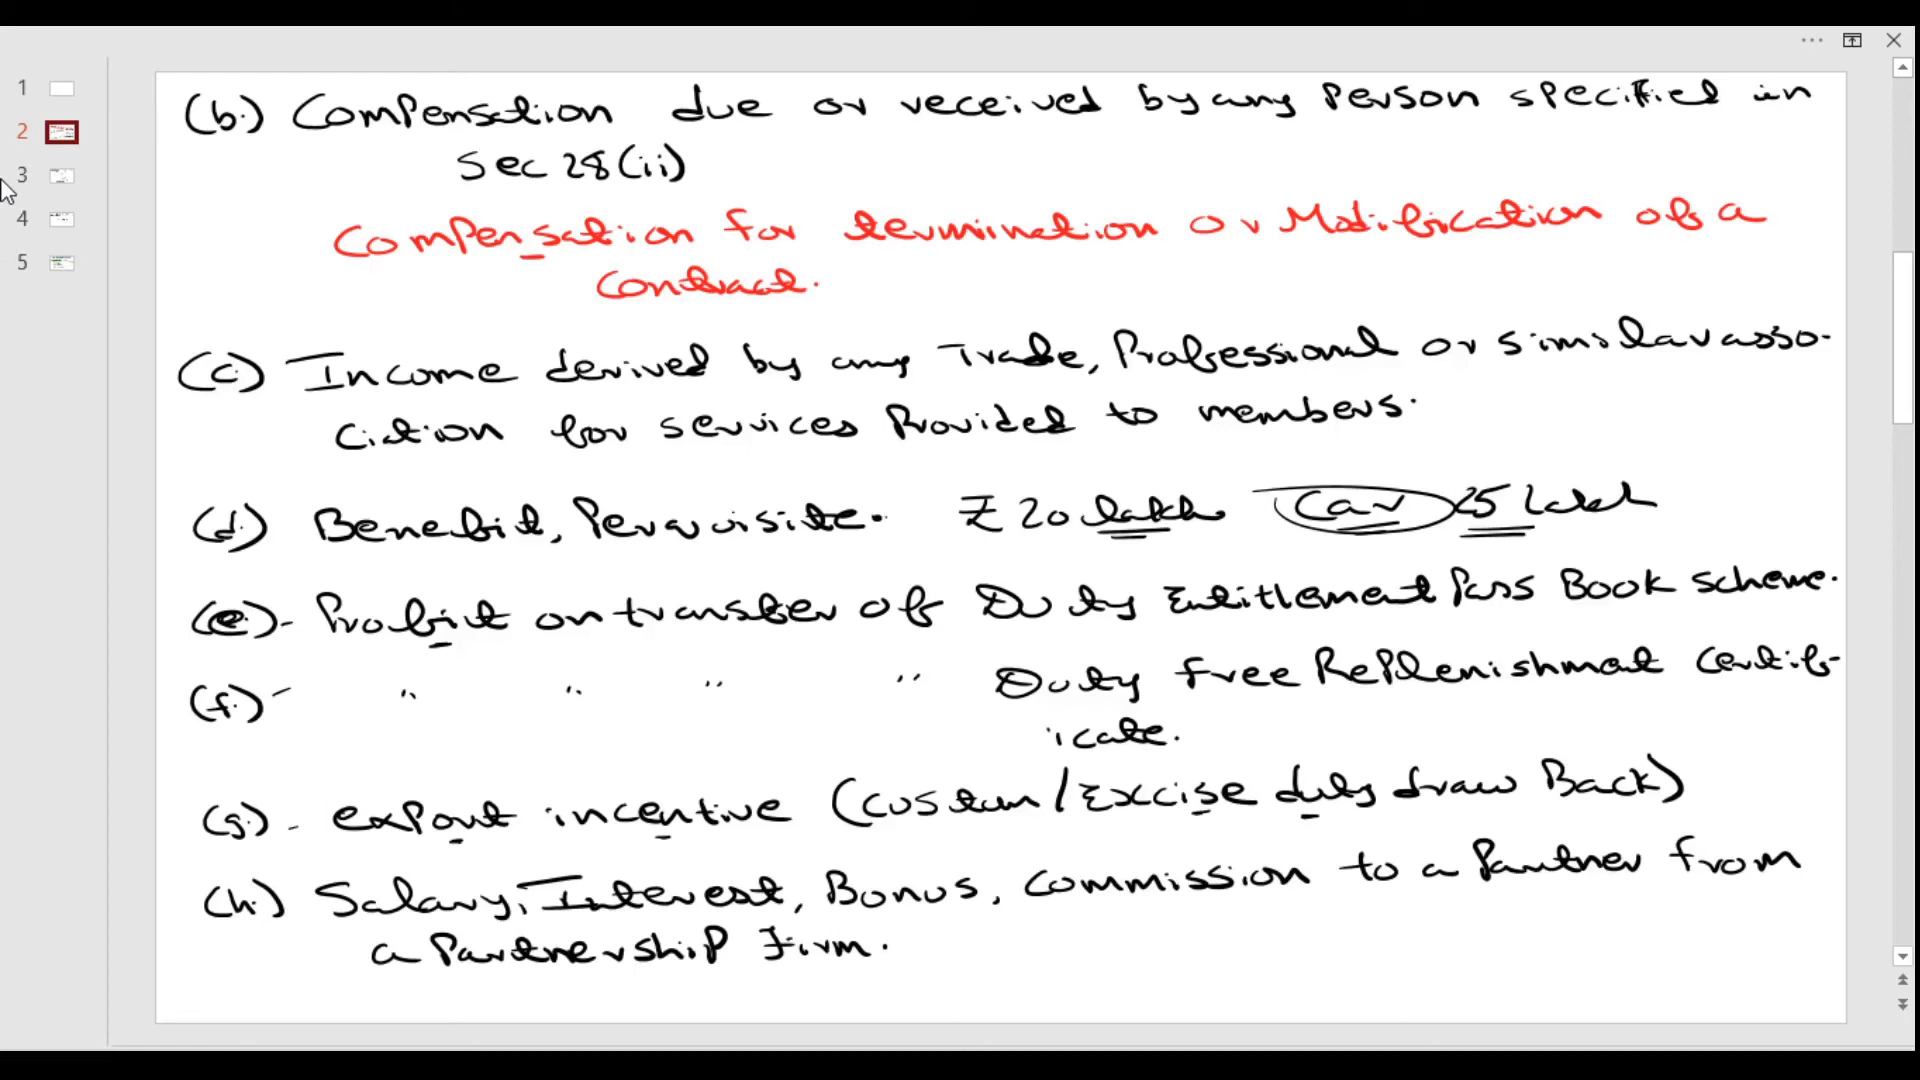 1
2
3
4
5
(b.) Compensation due or received by any Person specified in
Sec 28(ii)
Compensation for termination or Modification of a
Contract.
(c.) Income derived by any Trade, Professional or similar asso-
ciation for services Provided to members.
(d.) Benefit, Perquisite. ₹ 20 lakh Car 25 Lakh
(e.) - Profit on transfer of Duty Entitlement Pass Book scheme.
(f.) - " " " " Duty free Replenishment Certif-
icate.
(g.) - export incentive (custom / Excise duty draw Back)
(h.) Salary, Interest, Bonus, Commission to a Partner from
a Partnership Firm.